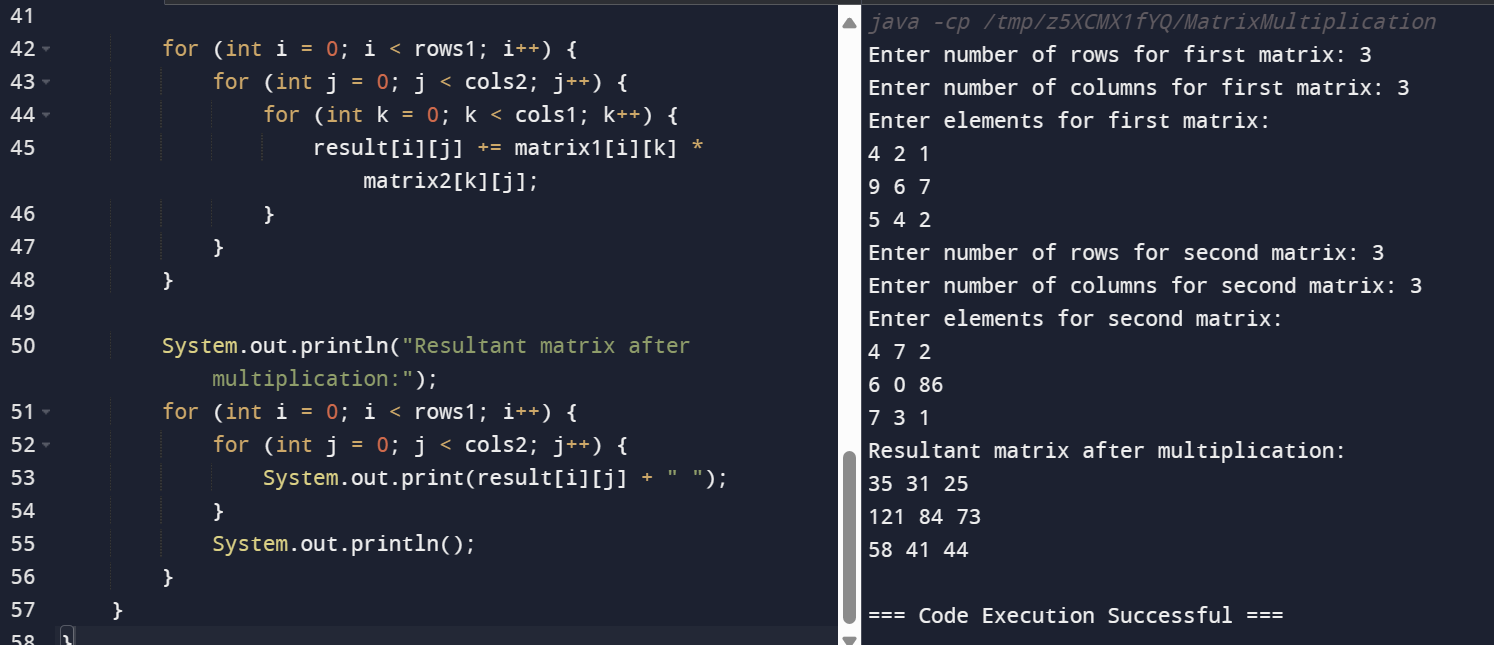 41
42 for (int i = 0; i < rows1; i++) {
43 for (int j = 0; j < cols2; j++) {
44 for (int k = 0; k < cols1; k++) {
45 result[i][j] += matrix1[i][k] *
matrix2[k][j];
46 }
47 }
48 }
49
50 System.out.println("Resultant matrix after
multiplication:");
51 for (int i = 0; i < rows1; i++) {
52 for (int j = 0; j < cols2; j++) {
53 System.out.print(result[i][j] + " ");
54 }
55 System.out.println();
56 }
57 }
58 }
java -cp /tmp/z5XCMX1fYQ/MatrixMultiplication
Enter number of rows for first matrix: 3
Enter number of columns for first matrix: 3
Enter elements for first matrix:
4 2 1
9 6 7
5 4 2
Enter number of rows for second matrix: 3
Enter number of columns for second matrix: 3
Enter elements for second matrix:
4 7 2
6 0 86
7 3 1
Resultant matrix after multiplication:
35 31 25
121 84 73
58 41 44
=== Code Execution Successful ===